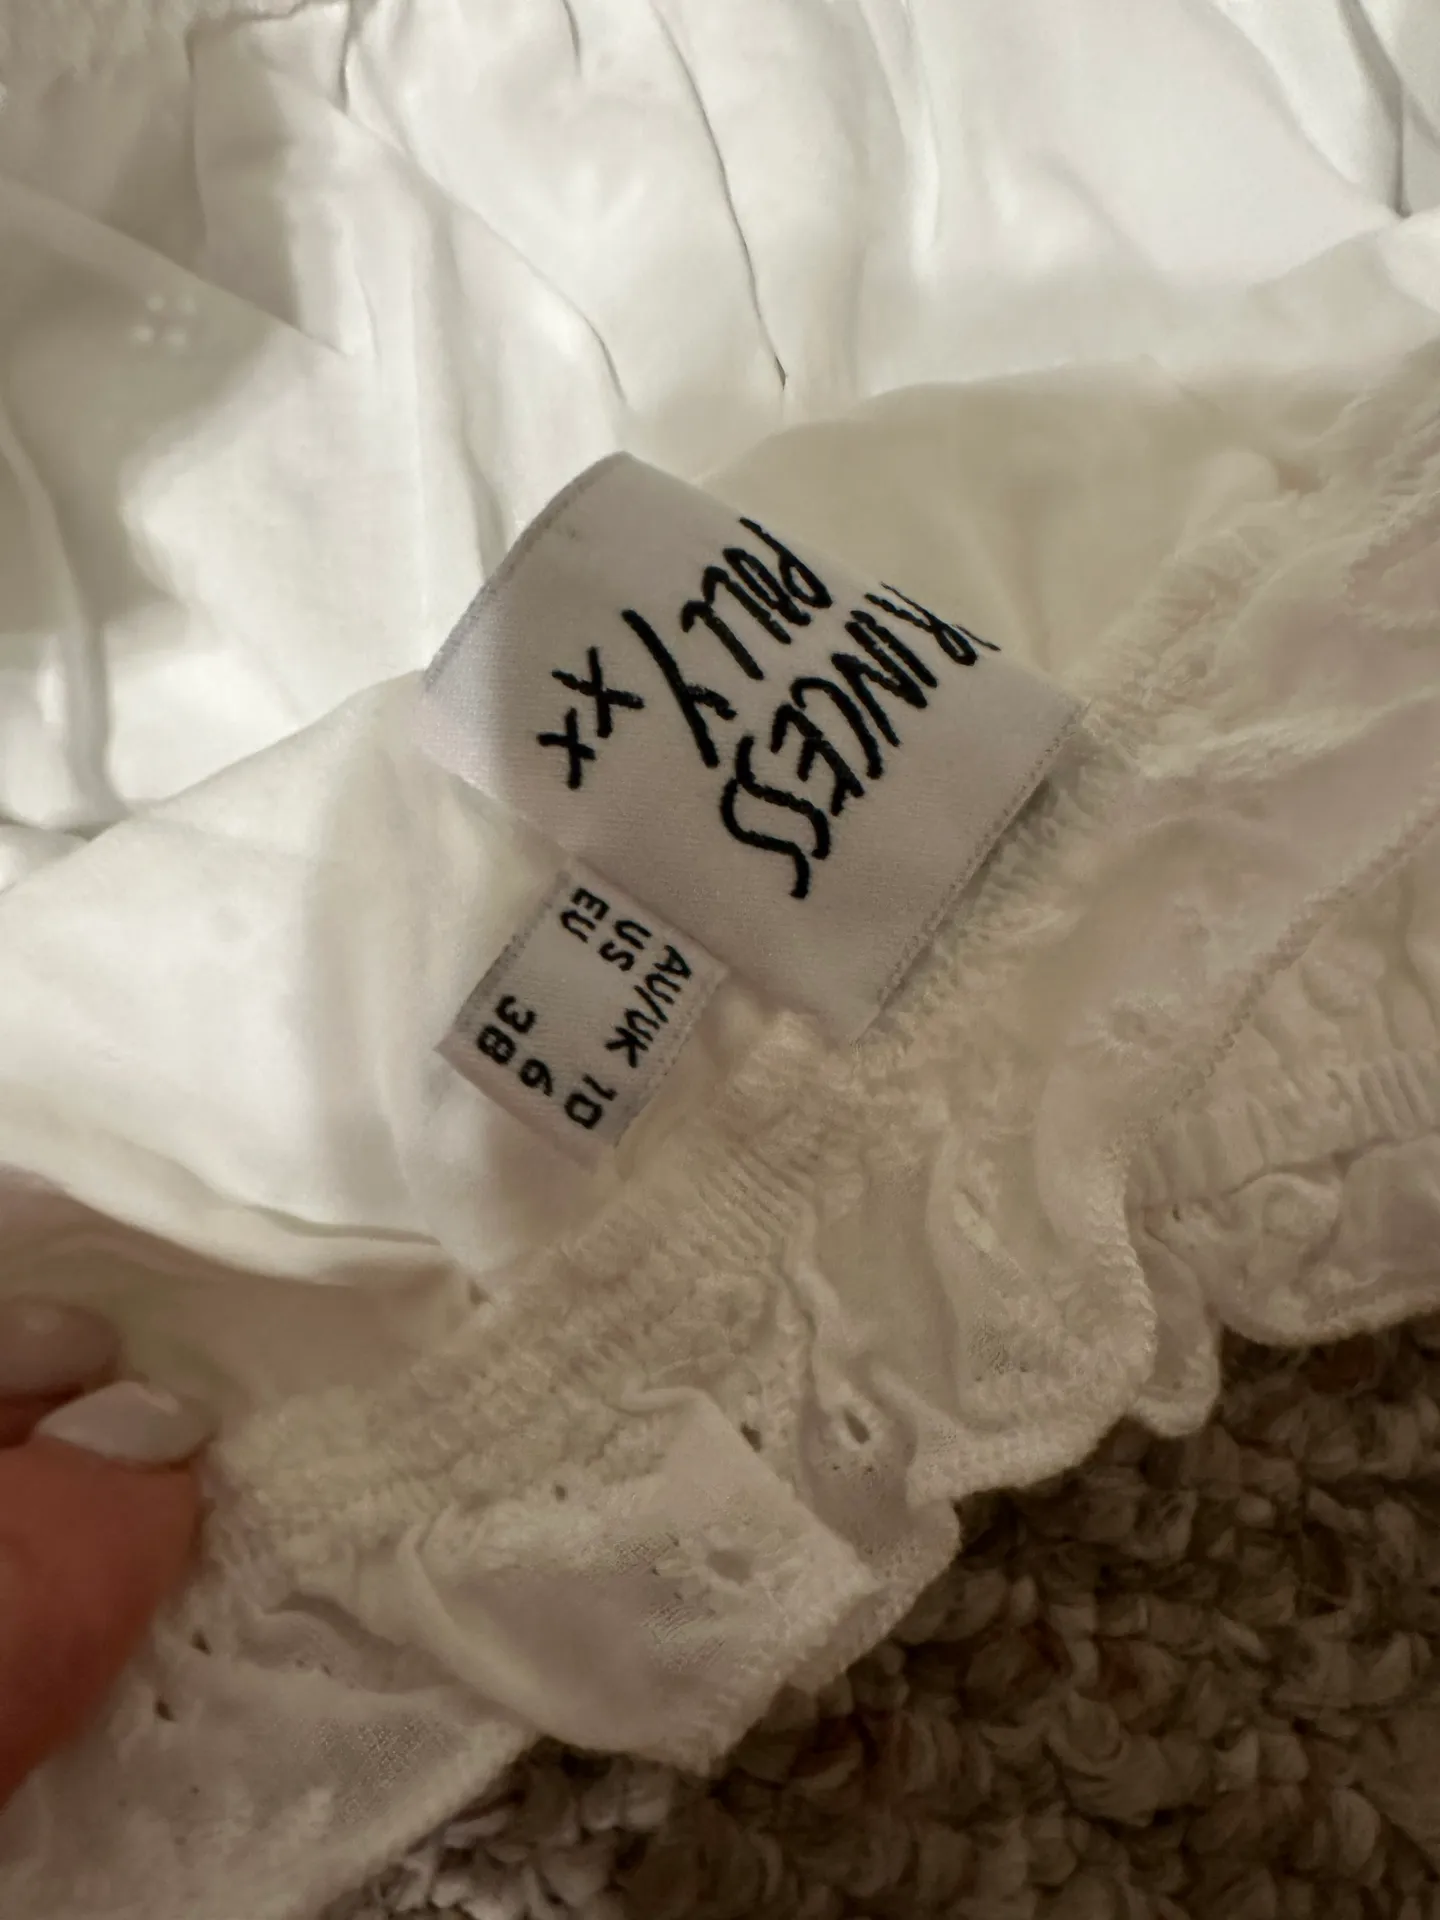 PRINCESS
POLLY
xx
AU/UK 10
US 6
EU 38